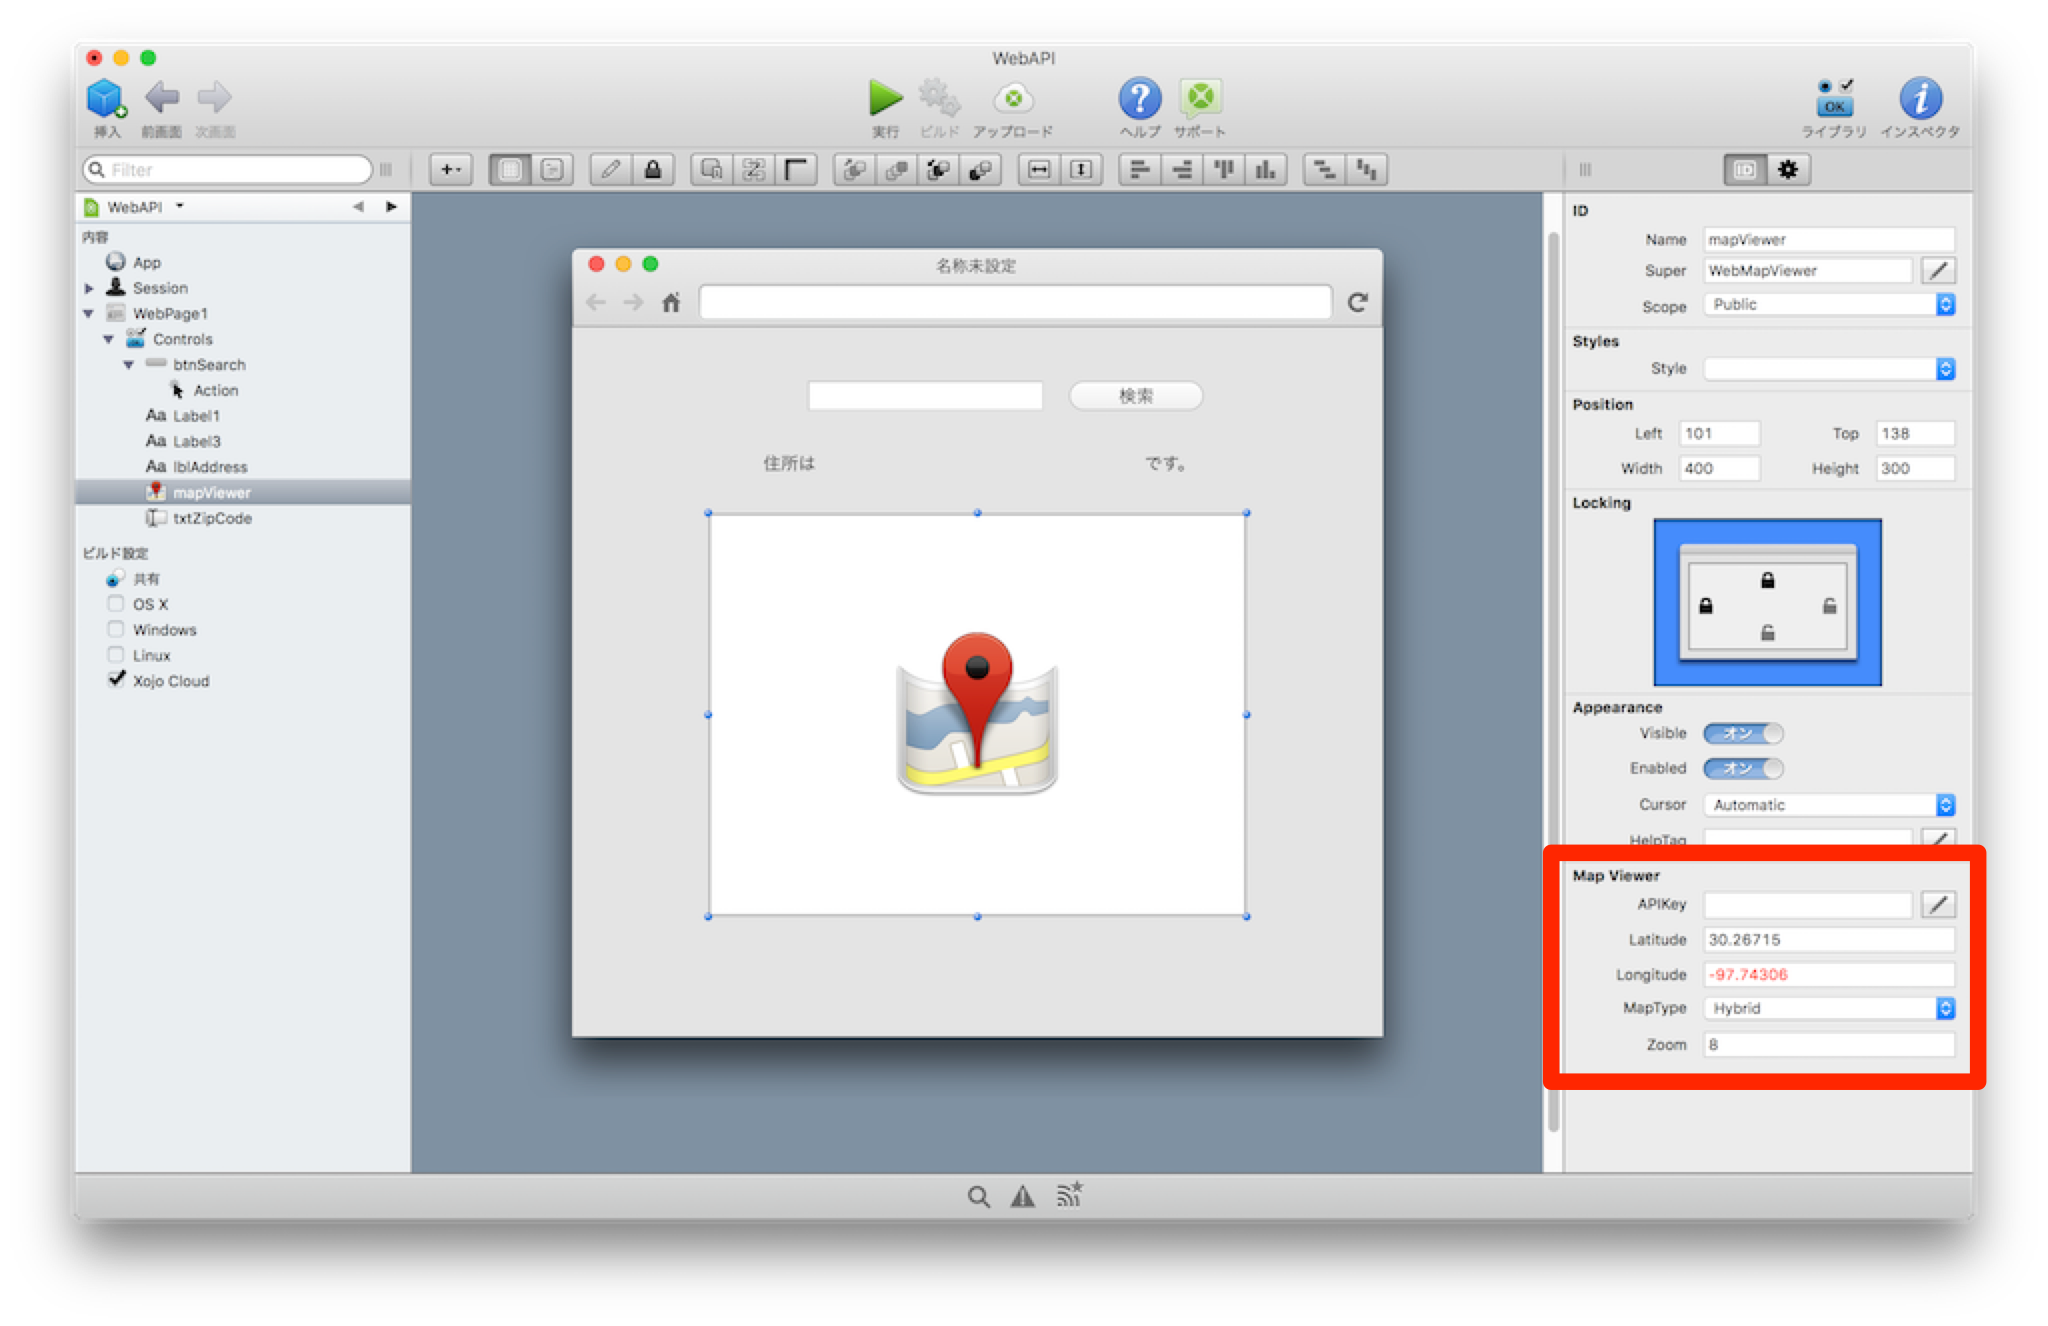 WebAPI
挿入 前画面 次画面 実行 ビルド アップロード ヘルプ サポート OK ライブラリ インスペクタ
Filter
ID
WebAPI
内容
App
Session
WebPage1
Controls
btnSearch
Action
Aa Label1
Aa Label3
Aa lblAddress
mapViewer
txtZipCode
ビルド設定
共有
OS X
Windows
Linux
Xojo Cloud
名称未設定
検索
住所は です。
ID
Name mapViewer
Super WebMapViewer
Scope Public
Styles
Style
Position
Left 101 Top 138
Width 400 Height 300
Locking
Appearance
Visible オン
Enabled オン
Cursor Automatic
HelpTag
Map Viewer
APIKey
Latitude 30.26715
Longitude -97.74306
MapType Hybrid
Zoom 8